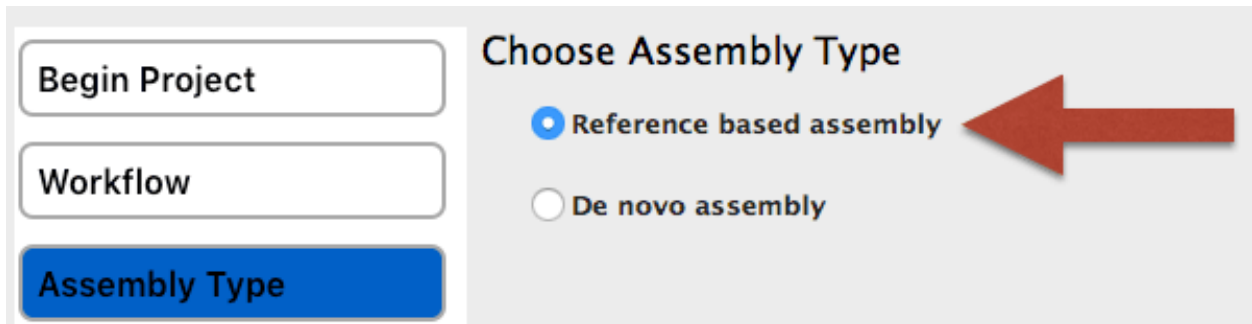 Begin Project
Workflow
Assembly Type
Choose Assembly Type
Reference based assembly
De novo assembly